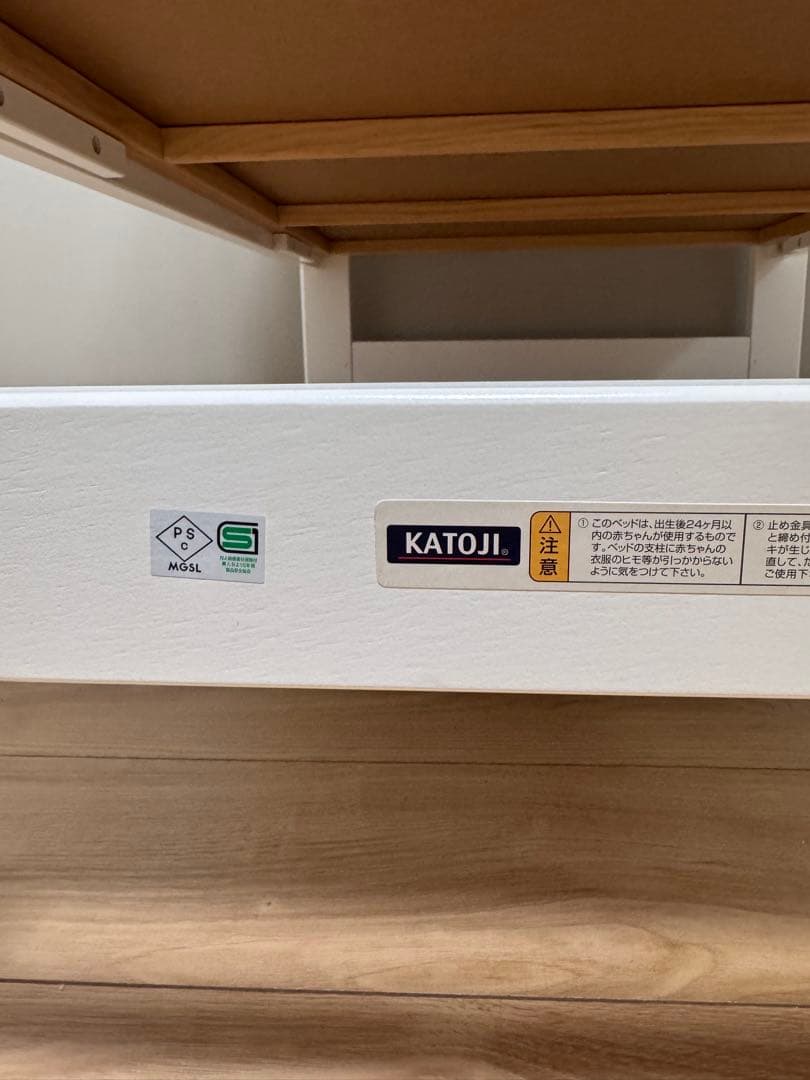 PS
C
MGSL
KATOJI®
注意
① このベッドは、出生後24ヶ月以
内の赤ちゃんが使用するもので
す。ベッドの支柱に赤ちゃんの
衣服のヒモ等が引っかからない
ように気をつけて下さい。
② 止め金具
と締め付
キが生じ
直して、た
ご使用下